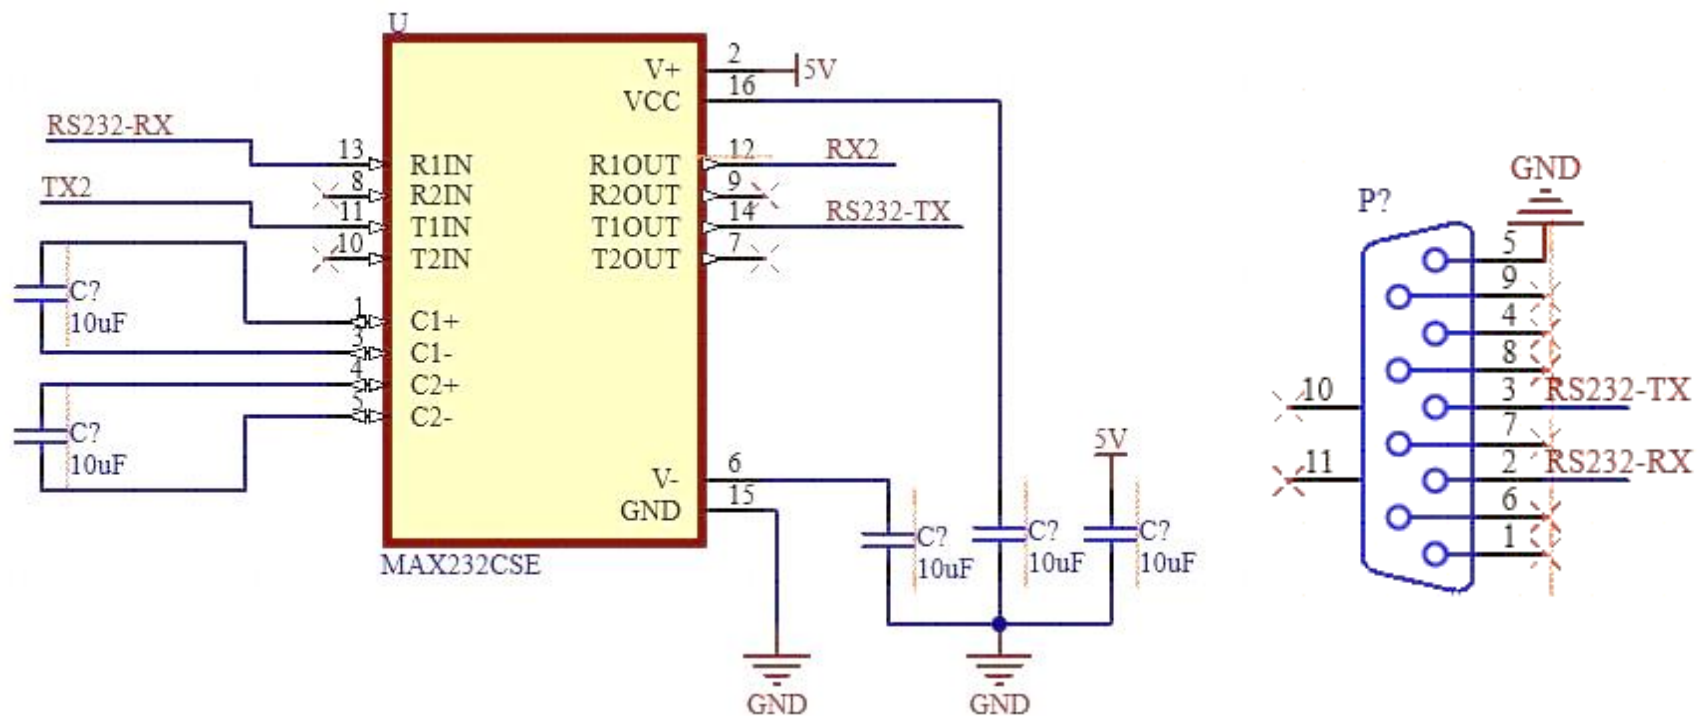 U
V+ 2 5V
VCC 16
RS232-RX
13 R1IN R1OUT 12 RX2
8 R2IN R2OUT 9
TX2
11 T1IN T1OUT 14 RS232-TX
10 T2IN T2OUT 7
C?
10uF
1 C1+
3 C1-
4 C2+
5 C2-
C?
10uF
V- 6
GND 15
MAX232CSE
5V
C?
10uF
C?
10uF
C?
10uF
GND
GND
GND
P?
5
9
4
8
10
3 RS232-TX
7
11
2 RS232-RX
6
1